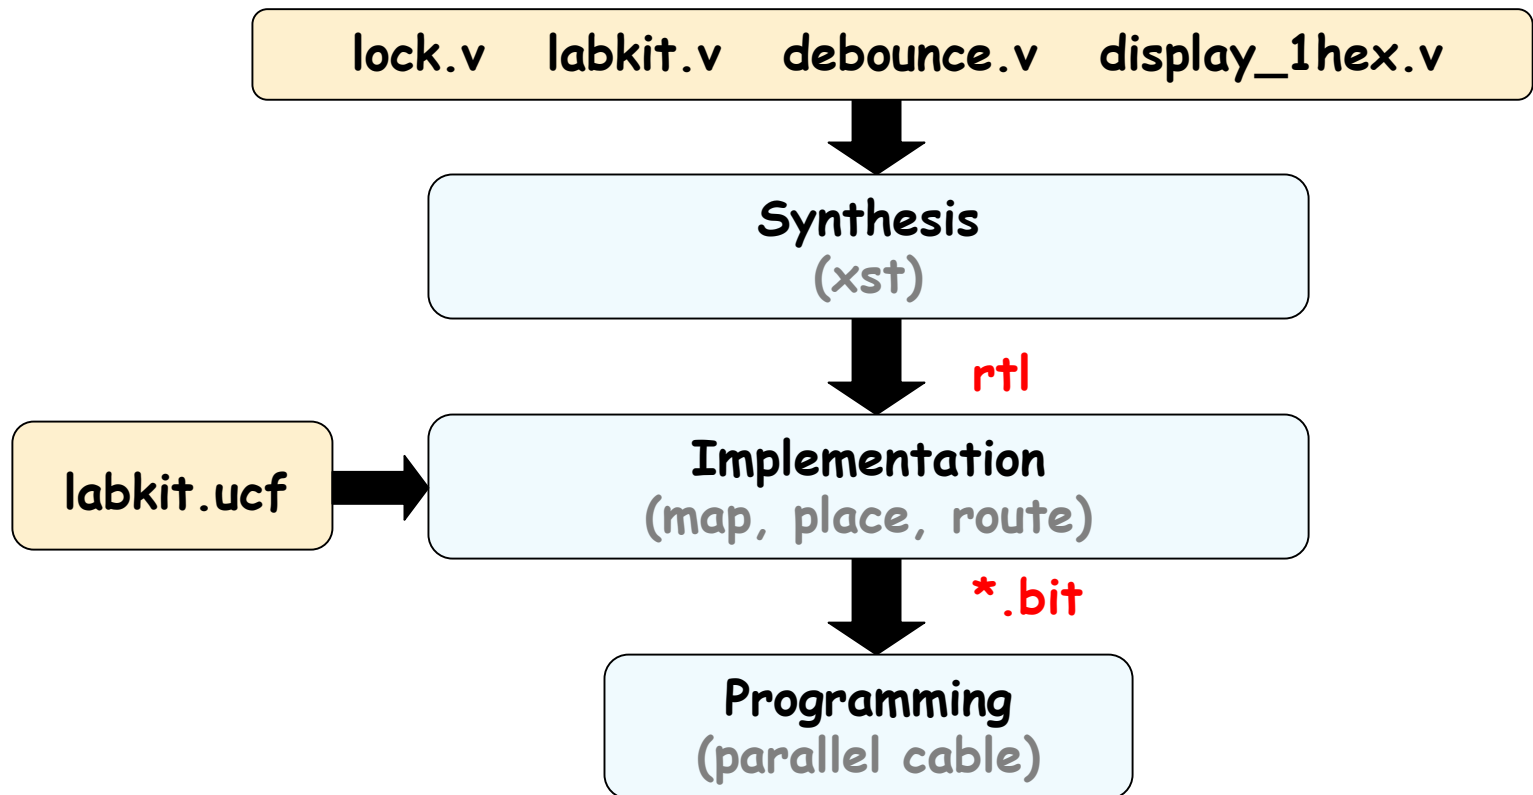 lock.v labkit.v debounce.v display_1hex.v
Synthesis
(xst)
rtl
labkit.ucf
Implementation
(map, place, route)
*.bit
Programming
(parallel cable)